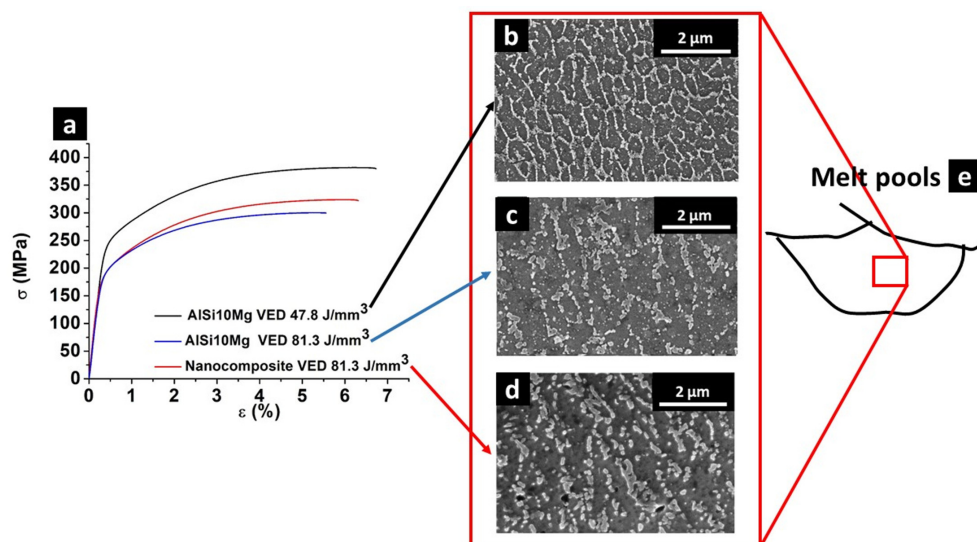 a
400
350
300
250
200
150
100
50
0
σ (MPa)
0 1 2 3 4 5 6 7
ε (%)
AlSi10Mg VED 47.8 J/mm³
AlSi10Mg VED 81.3 J/mm³
Nanocomposite VED 81.3 J/mm³
b
2 μm
c
2 μm
d
2 μm
Melt pools e